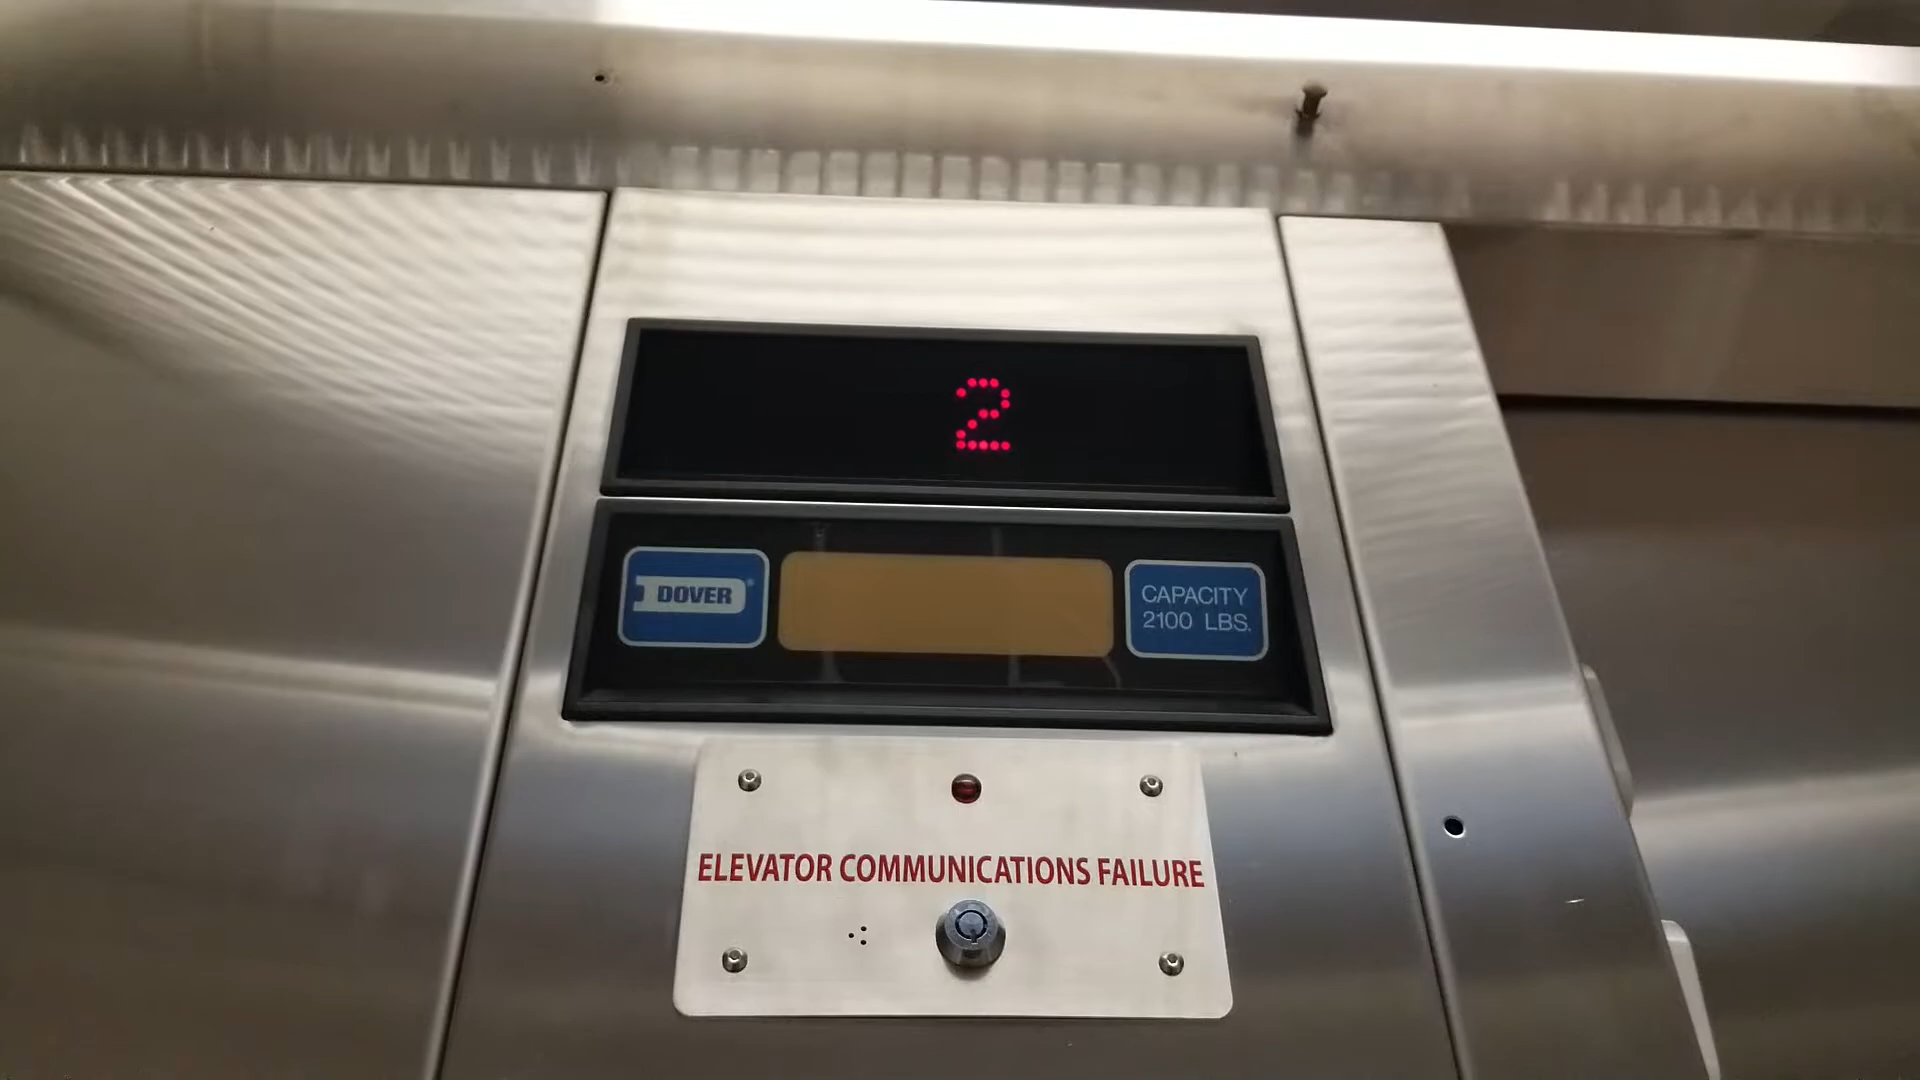 2
DOVER®
CAPACITY
2100 LBS.
ELEVATOR COMMUNICATIONS FAILURE